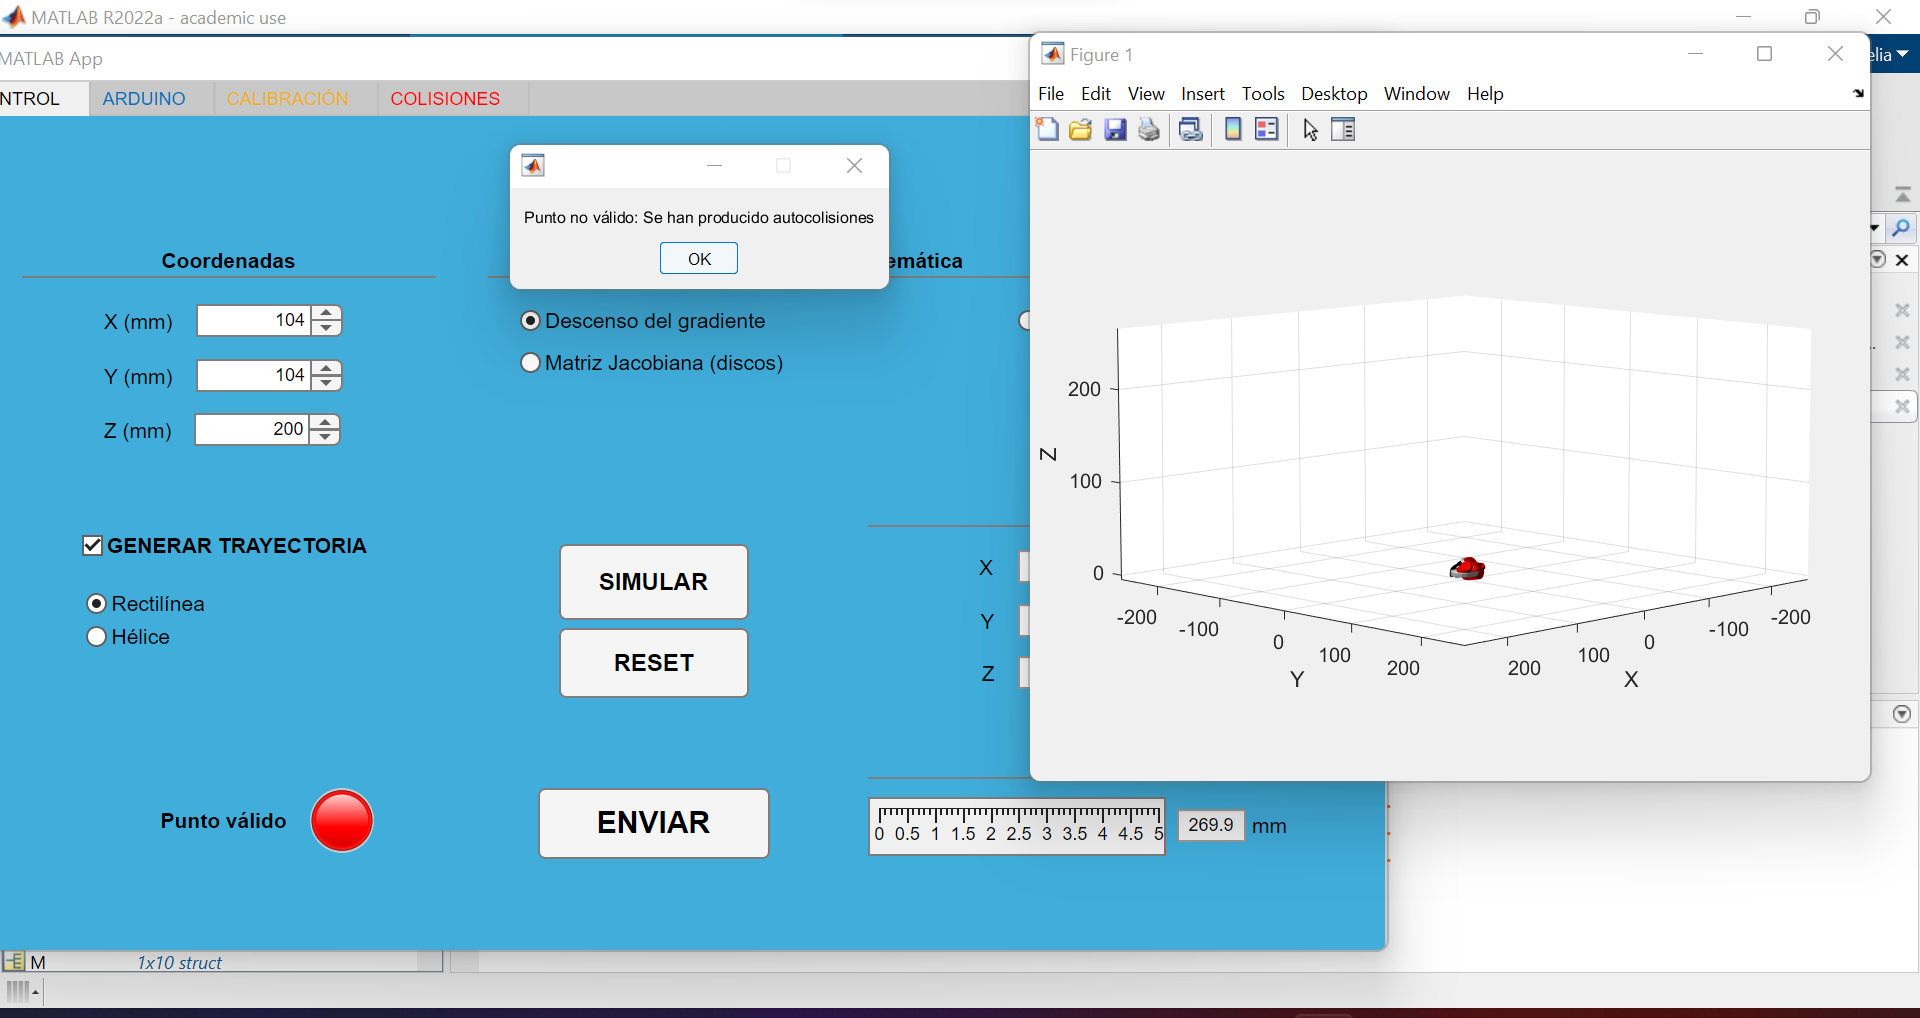 MATLAB R2022a - academic use
MATLAB App
NTROL
ARDUINO
CALIBRACIÓN
COLISIONES
Punto no válido: Se han producido autocolisiones
OK
Coordenadas
emática
X (mm)
104
Y (mm)
104
Z (mm)
200
Descenso del gradiente
Matriz Jacobiana (discos)
GENERAR TRAYECTORIA
Rectilínea
Hélice
SIMULAR
RESET
X
Y
Z
Punto válido
ENVIAR
0 0.5 1 1.5 2 2.5 3 3.5 4 4.5 5
269.9 mm
M
1x10 struct
Figure 1
elia
File Edit View Insert Tools Desktop Window Help
200
100
0
Z
-200
-100
0
100
200
Y
200
100
0
-100
-200
X